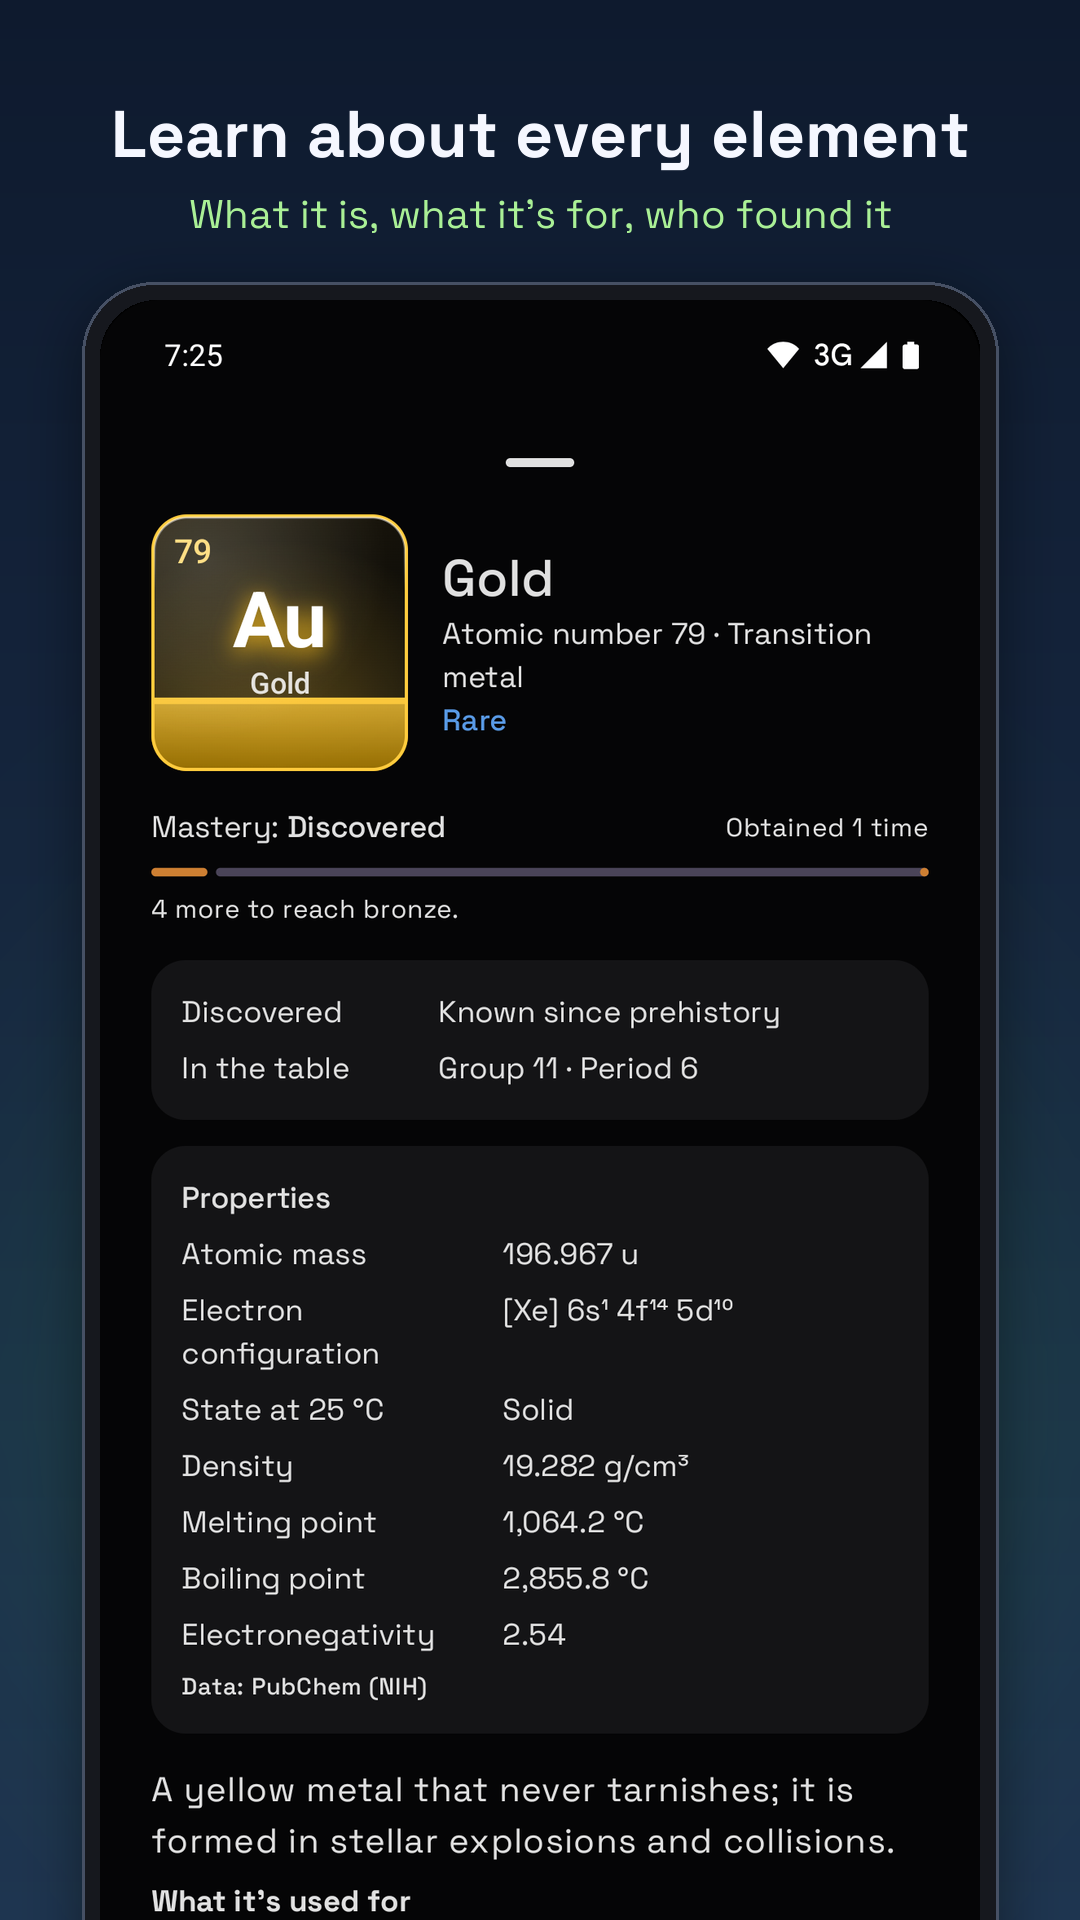 Learn about every element
What it is, what it's for, who found it
7:25
3G
79
Au
Gold
Gold
Atomic number 79 · Transition
metal
Rare
Mastery: Discovered
Obtained 1 time
4 more to reach bronze.
Discovered Known since prehistory
In the table Group 11 · Period 6
Properties
Atomic mass 196.967 u
Electron [Xe] 6s¹ 4f¹⁴ 5d¹⁰
configuration
State at 25 °C Solid
Density 19.282 g/cm³
Melting point 1,064.2 °C
Boiling point 2,855.8 °C
Electronegativity 2.54
Data: PubChem (NIH)
A yellow metal that never tarnishes; it is
formed in stellar explosions and collisions.
What it's used for